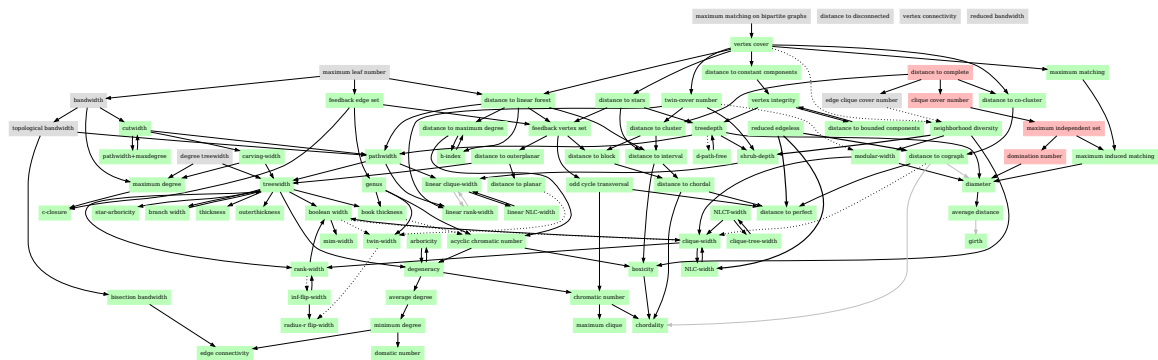 maximum matching on bipartite graphs
distance to disconnected
vertex connectivity
reduced bandwidth
vertex cover
maximum leaf number
distance to constant components
distance to complete
maximum matching
bandwidth
feedback edge set
distance to linear forest
distance to stars
twin-cover number
vertex integrity
edge clique cover number
clique cover number
distance to co-cluster
topological bandwidth
cutwidth
distance to maximum degree
feedback vertex set
distance to cluster
treedepth
reduced edgeless
distance to bounded components
neighborhood diversity
maximum independent set
pathwidth+maxdegree
degree treewidth
carving-width
pathwidth
h-index
distance to outerplanar
distance to block
distance to interval
d-path-free
shrub-depth
modular-width
distance to cograph
domination number
maximum induced matching
maximum degree
treewidth
genus
linear clique-width
distance to planar
odd cycle transversal
distance to chordal
diameter
c-closure
star-arboricity
branch width
thickness
outerthickness
boolean width
book thickness
linear rank-width
linear NLC-width
NLCT-width
distance to perfect
average distance
mim-width
twin-width
arboricity
acyclic chromatic number
clique-width
clique-tree-width
girth
rank-width
degeneracy
boxicity
NLC-width
bisection bandwidth
inf-flip-width
average degree
chromatic number
radius-r flip-width
minimum degree
maximum clique
chordality
edge connectivity
domatic number